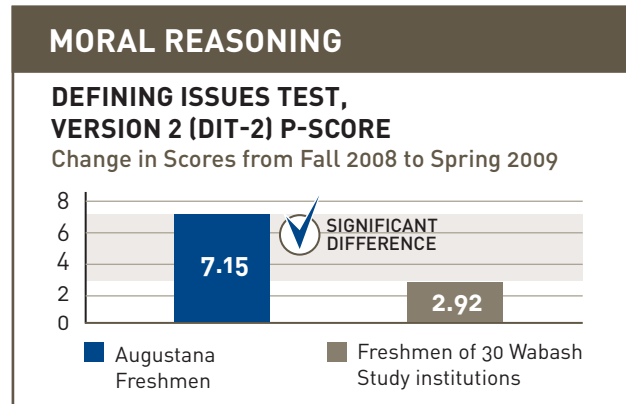 MORAL REASONING
DEFINING ISSUES TEST,
VERSION 2 (DIT-2) P-SCORE
Change in Scores from Fall 2008 to Spring 2009
8
6
4
2
0
SIGNIFICANT
DIFFERENCE
7.15
2.92
Augustana
Freshmen
Freshmen of 30 Wabash
Study institutions